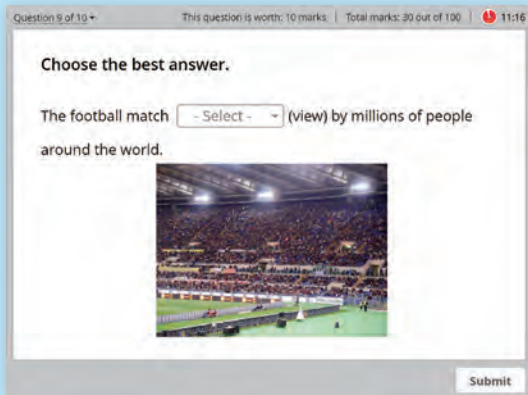 Question 9 of 10
This question is worth: 10 marks | Total marks: 30 out of 100 | 11:16
Choose the best answer.
The football match - Select - (view) by millions of people
around the world.
Submit